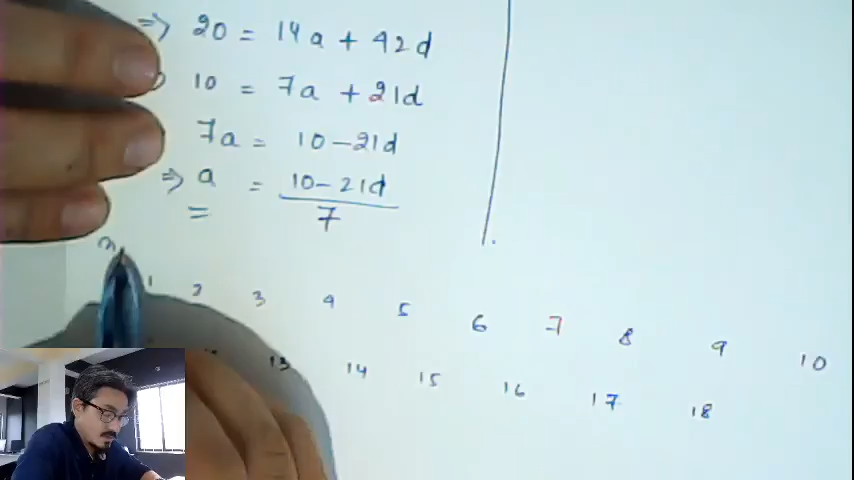 ⇒ 20 = 14a + 42d
10 = 7a + 21d
7a = 10 - 21d
⇒ a = 10 - 21d / 7
1 2 3 4 5 6 7 8 9 10
13 14 15 16 17 18